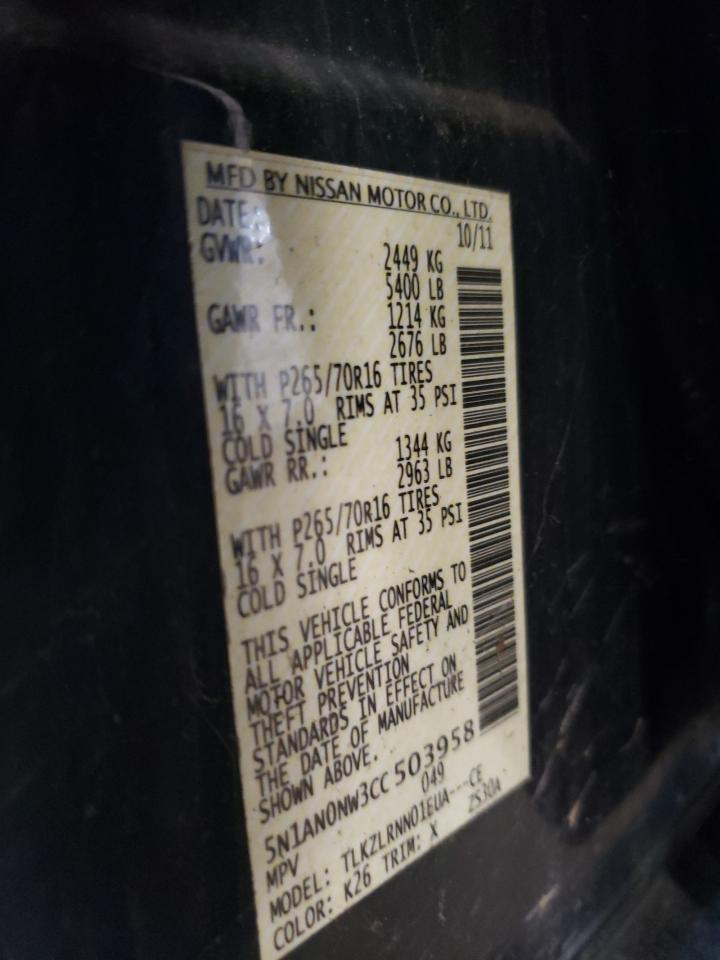 MFD BY NISSAN MOTOR CO., LTD.
DATE: 10/11
GVWR: 2449 KG
5400 LB
GAWR FR.: 1214 KG
2676 LB
WITH P265/70R16 TIRES
16 X 7.0 RIMS AT 35 PSI
COLD SINGLE
GAWR RR.: 1344 KG
2963 LB
WITH P265/70R16 TIRES
16 X 7.0 RIMS AT 35 PSI
COLD SINGLE
THIS VEHICLE CONFORMS TO
ALL APPLICABLE FEDERAL
MOTOR VEHICLE SAFETY AND
THEFT PREVENTION
STANDARDS IN EFFECT ON
THE DATE OF MANUFACTURE
SHOWN ABOVE.
5N1AN0NW3CC503958
MPV 049
MODEL: TLKZLRNN01EUA---CE
COLOR: K26 TRIM: X ZS30A